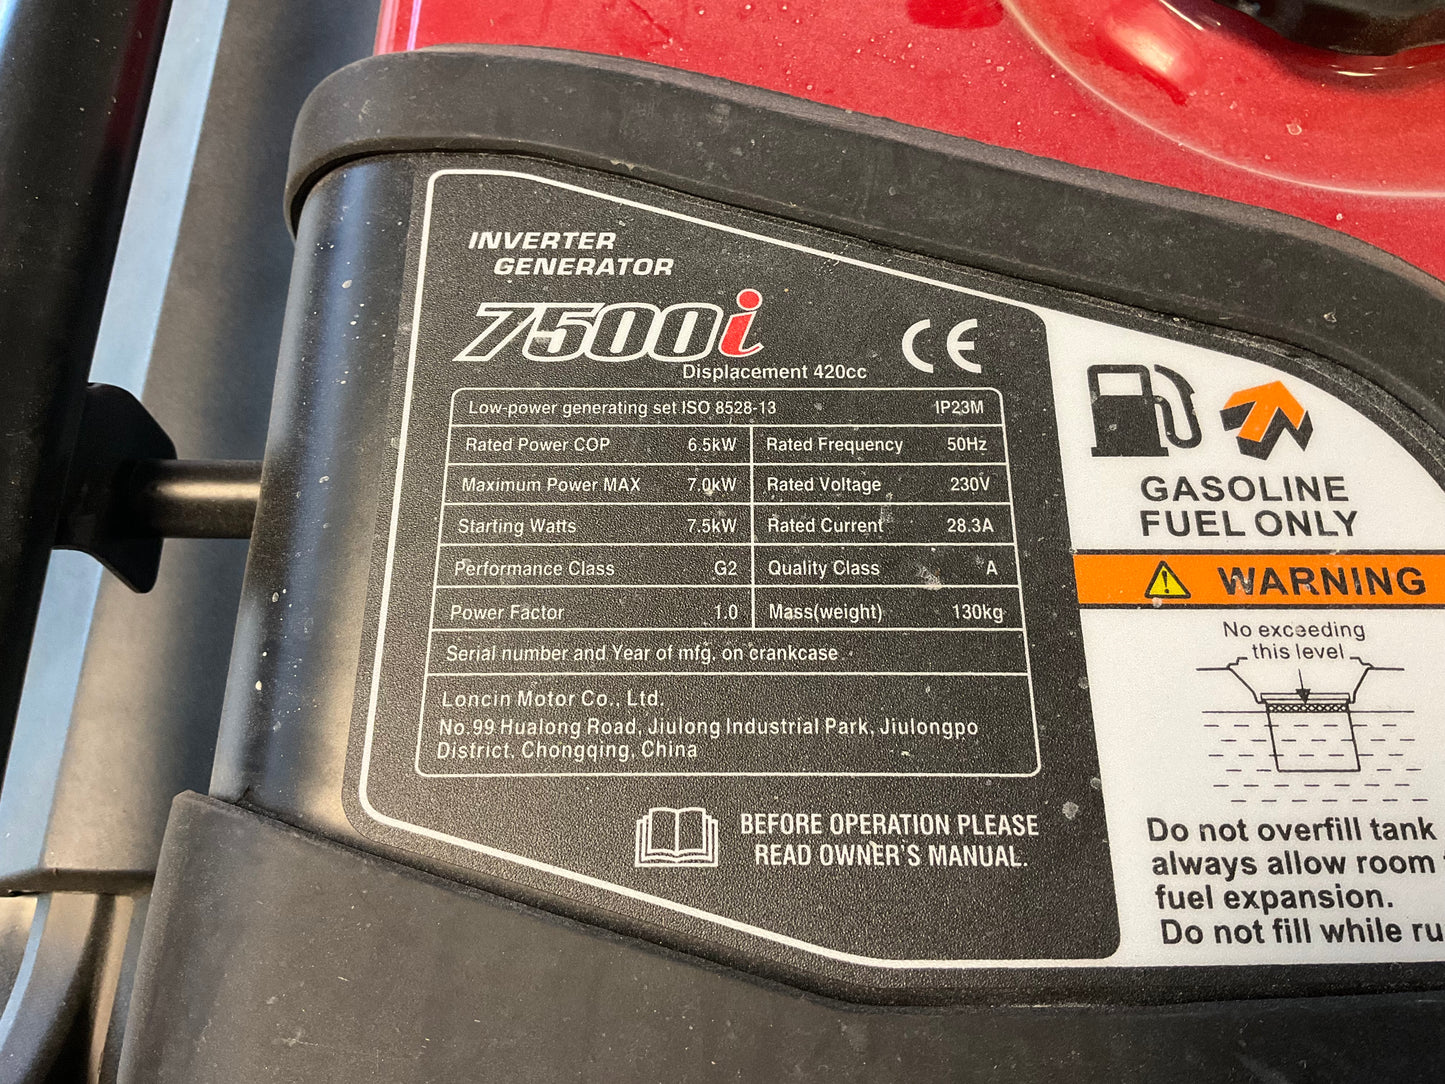 INVERTER
GENERATOR
7500i
CE
Displacement 420cc
Low-power generating set ISO 8528-13 IP23M
Rated Power COP 6.5kW Rated Frequency 50Hz
Maximum Power MAX 7.0kW Rated Voltage 230V
Starting Watts 7.5kW Rated Current 28.3A
Performance Class G2 Quality Class A
Power Factor 1.0 Mass(weight) 130kg
Serial number and Year of mfg. on crankcase
Loncin Motor Co., Ltd.
No.99 Hualong Road, Jiulong Industrial Park, Jiulongpo
District, Chongqing, China
BEFORE OPERATION PLEASE
READ OWNER'S MANUAL.
GASOLINE
FUEL ONLY
WARNING
No exceeding
this level
Do not overfill tank
always allow room
fuel expansion.
Do not fill while